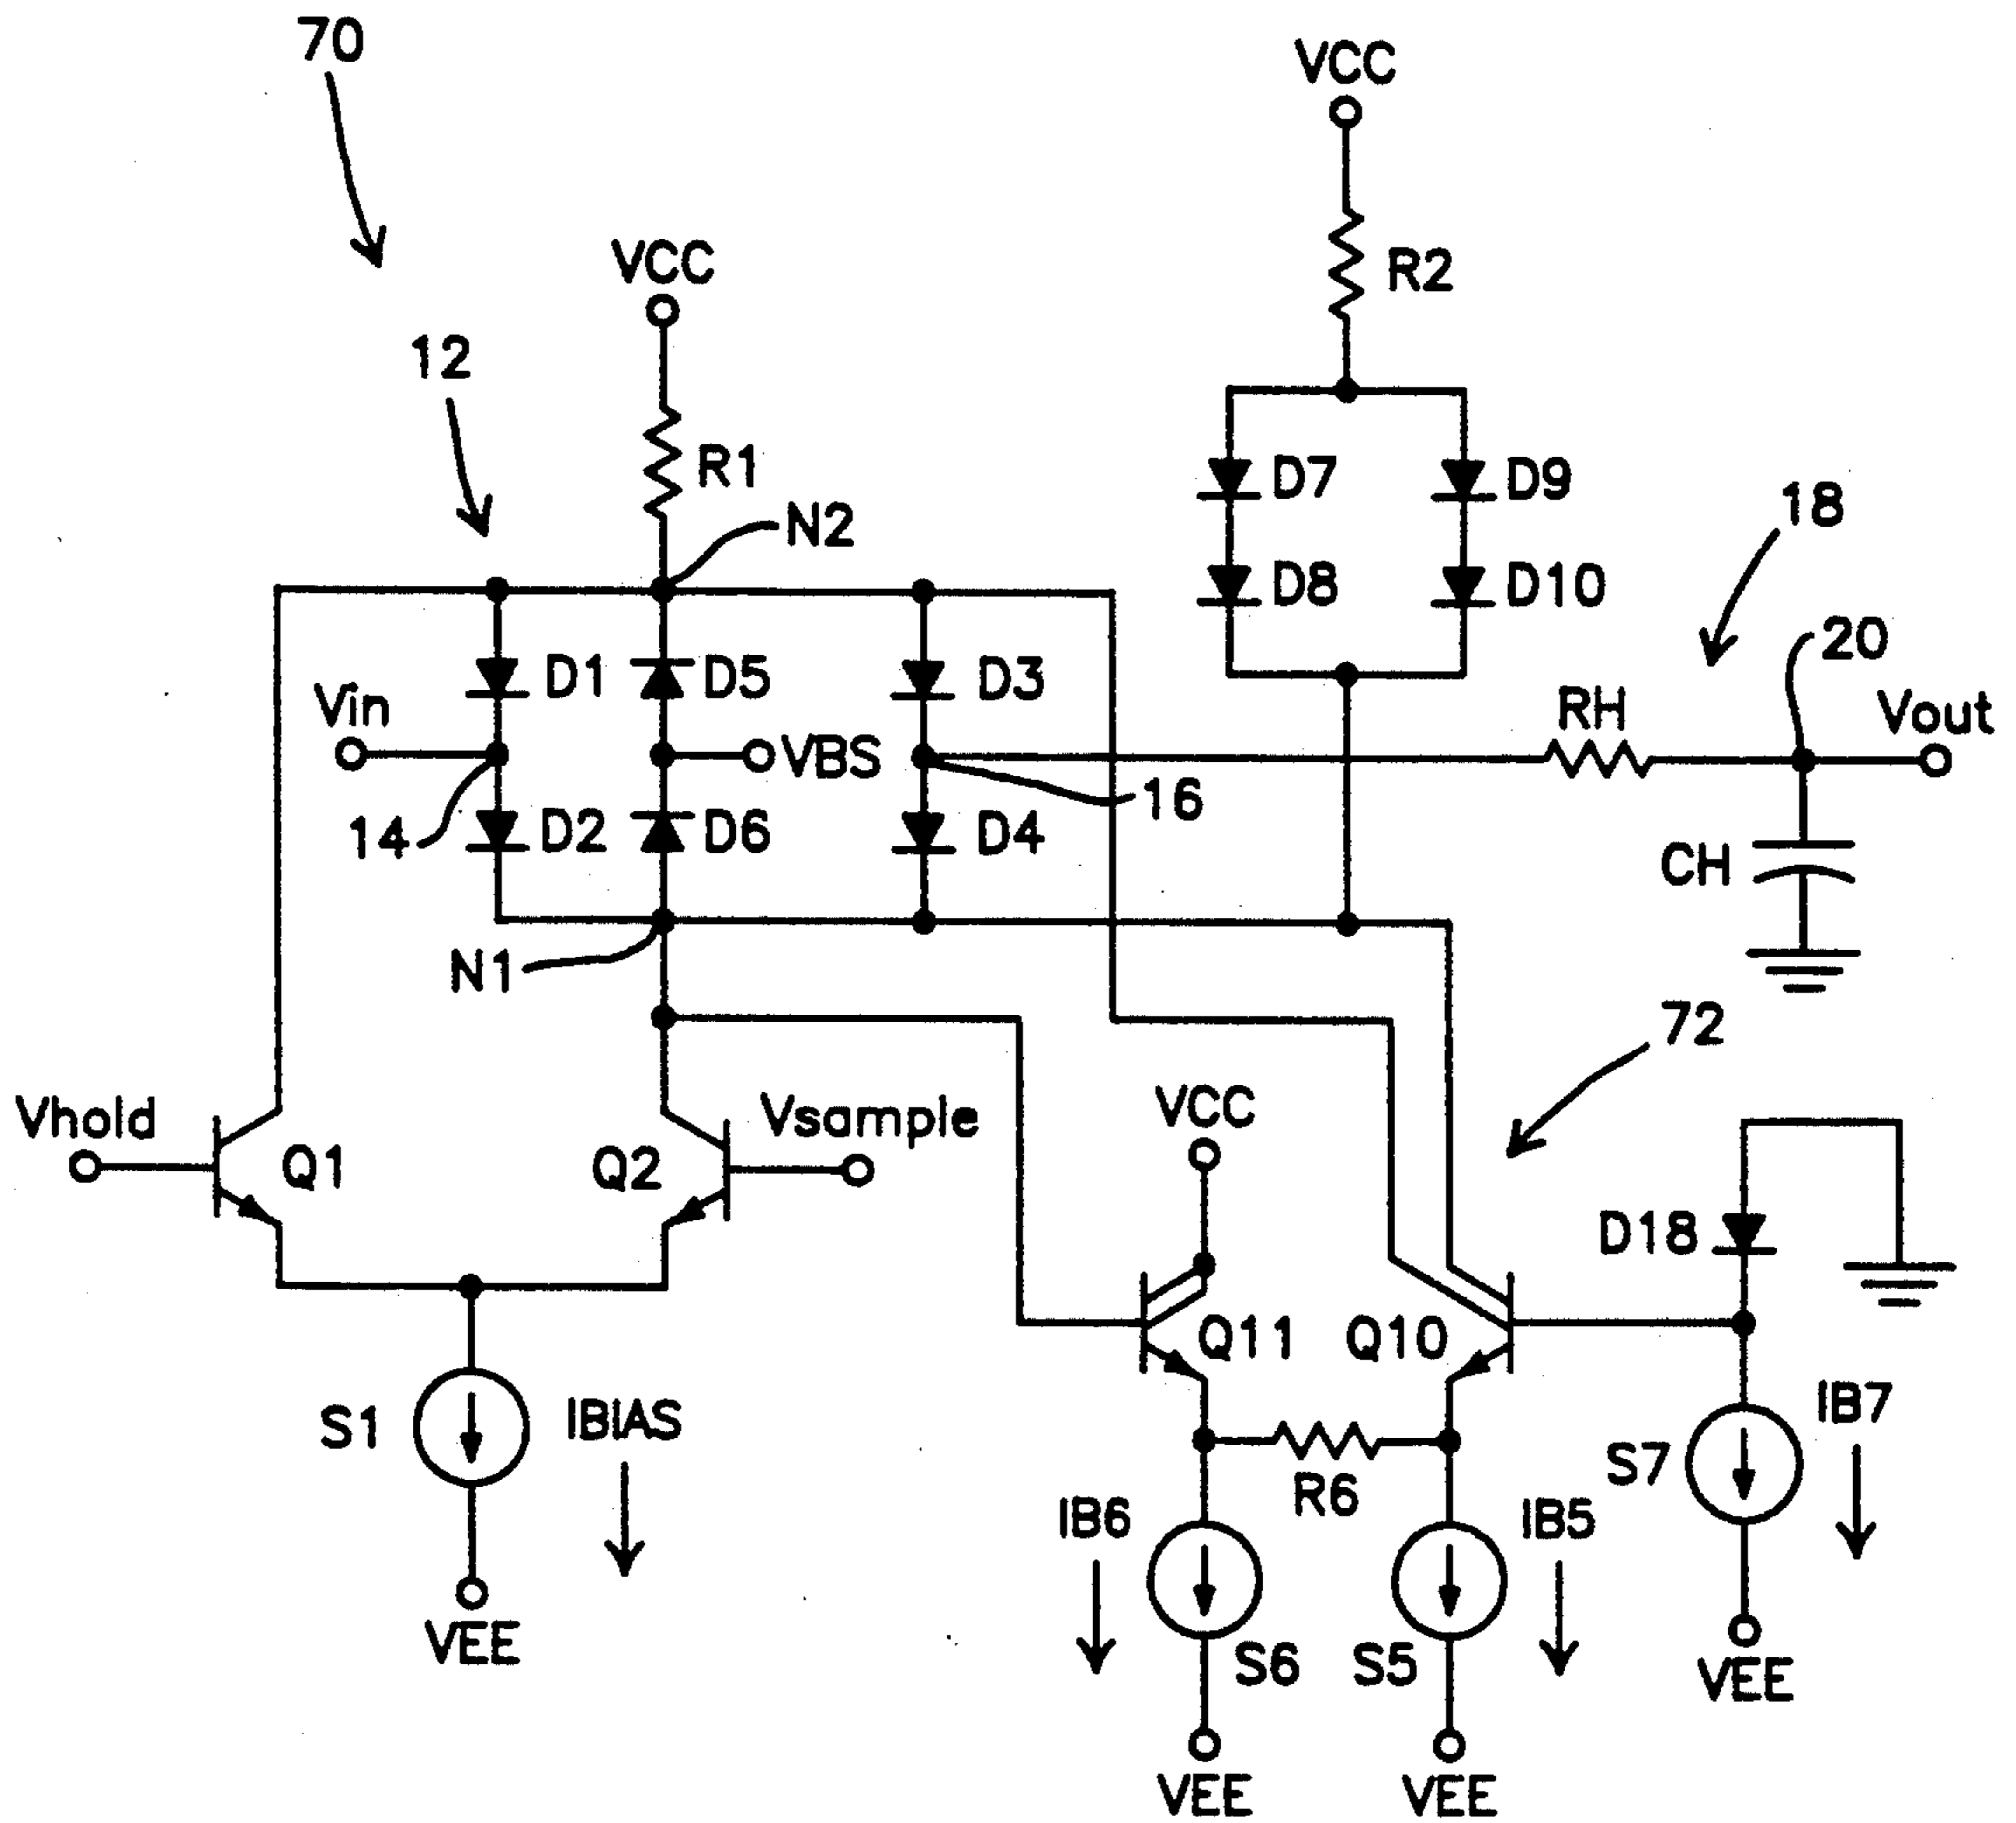 70
VCC
VCC
R2
12
R1
N2
D7
D9
18
D8
D10
20
D1
D5
D3
Vin
VBS
RH
Vout
14
D2
D6
D4
16
CH
N1
72
Vhold
Q1
Q2
Vsample
VCC
D18
Q11
Q10
S1
IBIAS
IB7
S7
R6
IB6
IB5
VEE
S6
S5
VEE
VEE
VEE